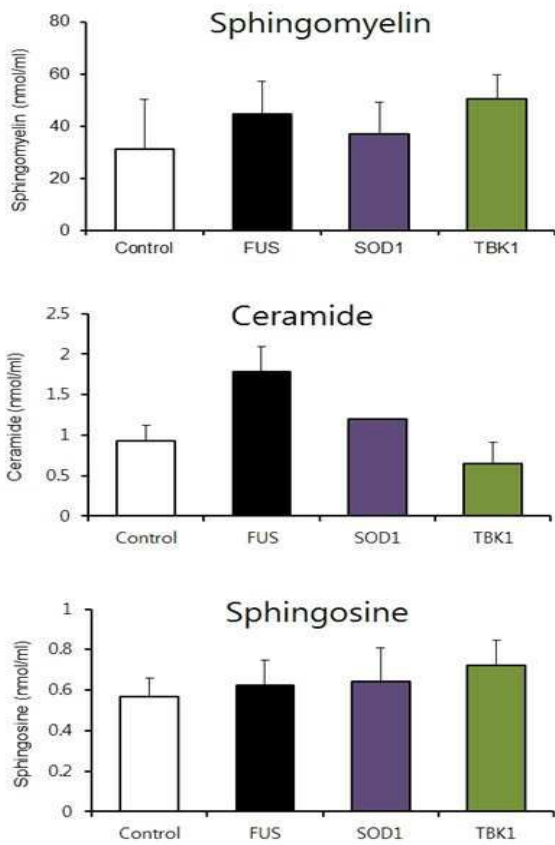 Sphingomyelin
Sphingomyelin (nmol/ml)
80
60
40
20
0
Control FUS SOD1 TBK1
Ceramide
Ceramide (nmol/ml)
2.5
2
1.5
1
0.5
0
Control FUS SOD1 TBK1
Sphingosine
Sphingosine (nmol/ml)
1
0.8
0.6
0.4
0.2
0
Control FUS SOD1 TBK1